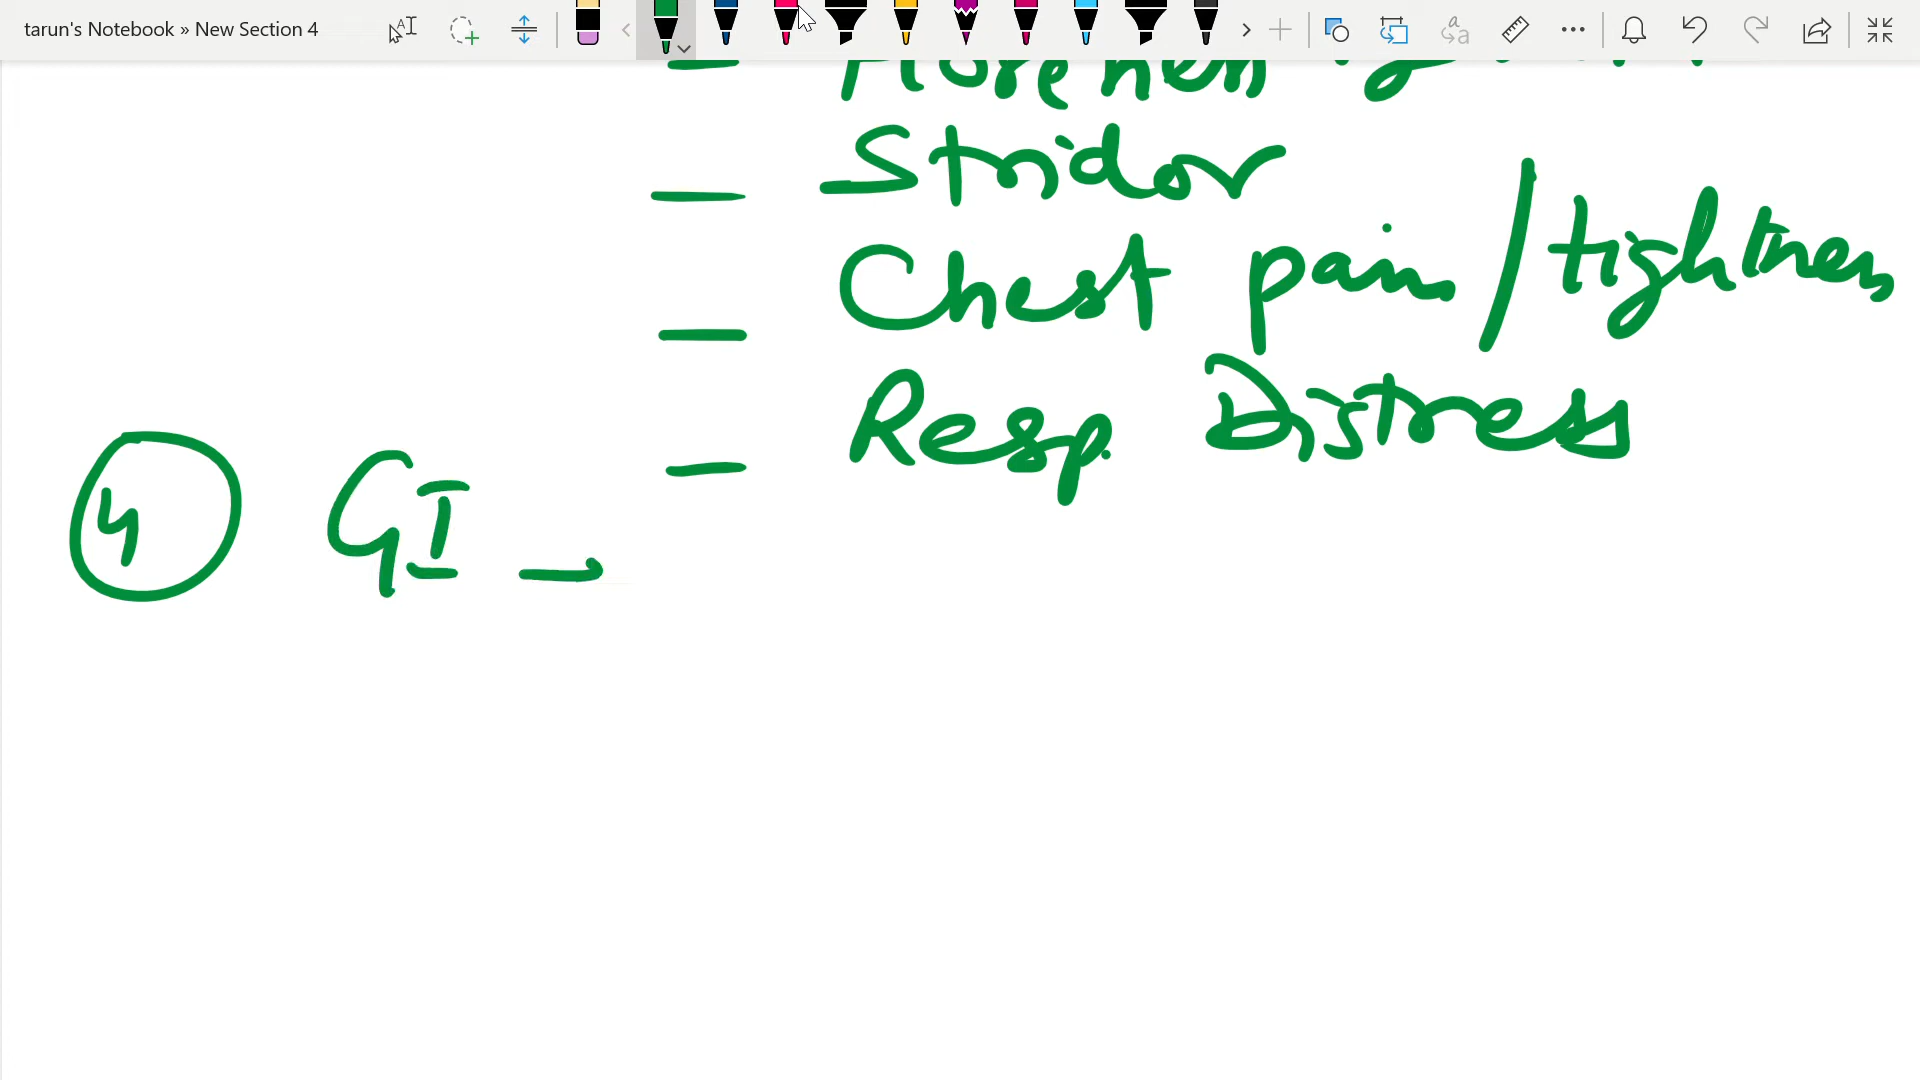 tarun's Notebook » New Section 4
— Stridor
— Chest pain / tightness
— Resp. Distress
4 GI →